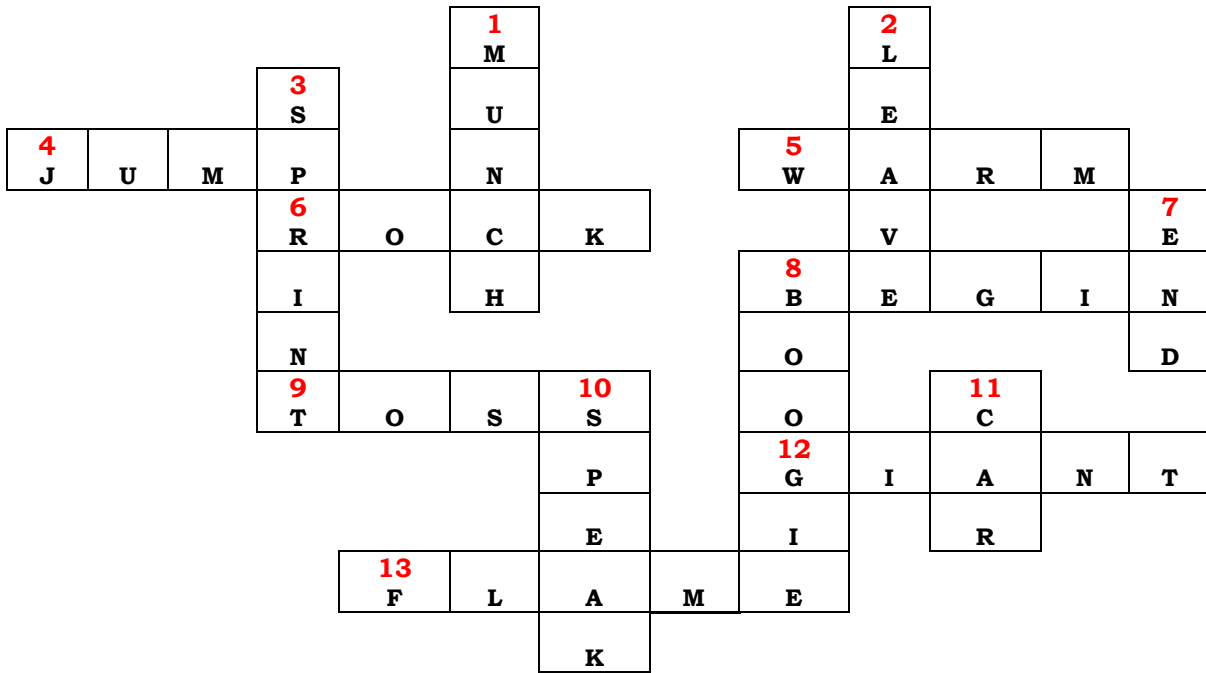 1 2
M L
3
S U E
4 5
J U M P N W A R M
6 7
R O C K V E
8
I H B E G I N
N O D
9 10 11
T O S S O C
12
P G I A N T
E I R
13
F L A M E
K